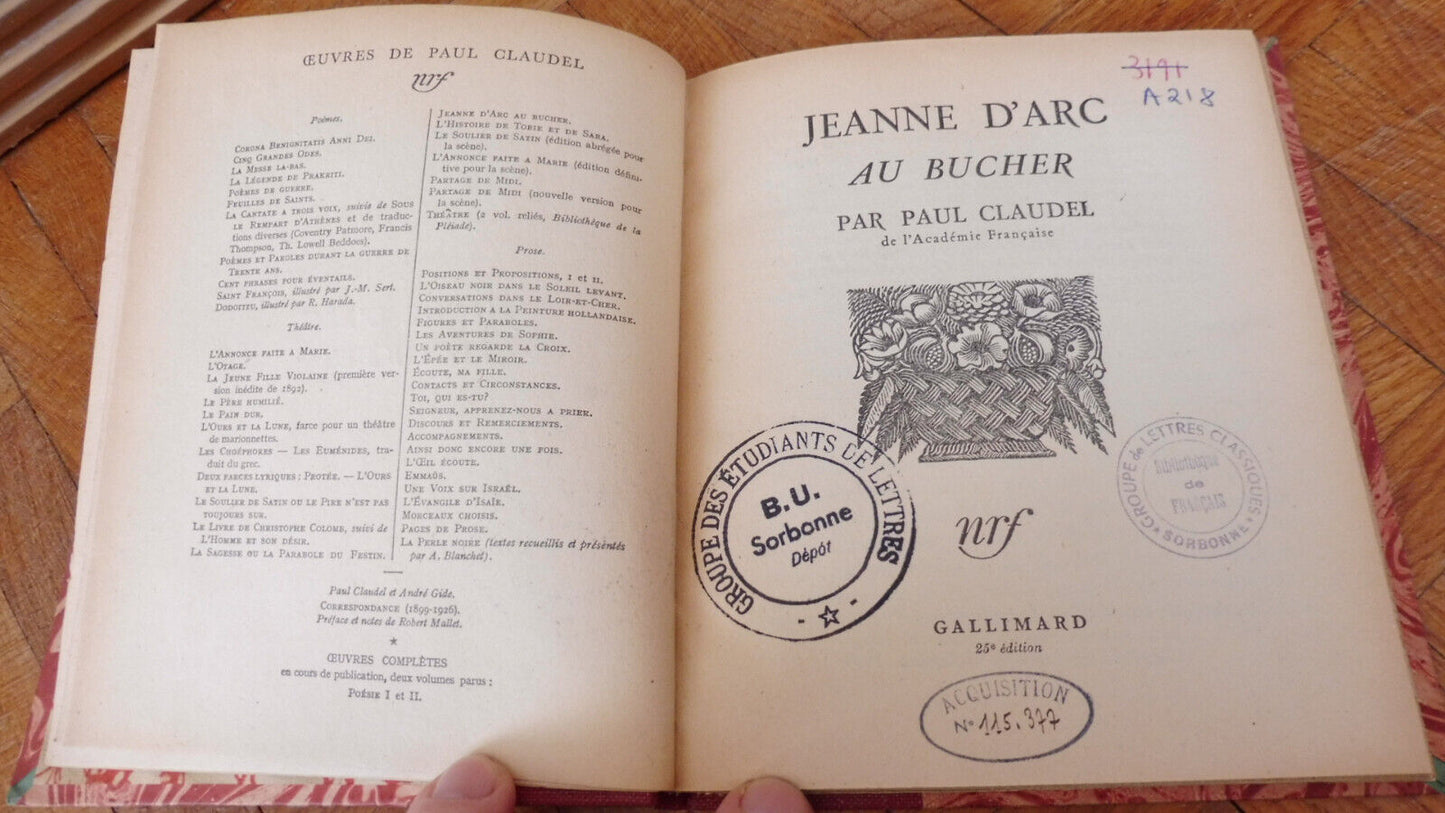 ŒUVRES DE PAUL CLAUDEL
nrf
Poèmes.
CORONA BENIGNITATIS ANNI DEI.
CINQ GRANDES ODES.
LA MESSE LA-BAS.
LA LÉGENDE DE PRAKRITI.
POÈMES DE GUERRE.
FEUILLES DE SAINTS.
LA CANTATE A TROIS VOIX, suivie de SOUS
LE REMPART D'ATHÈNES et de traduc-
tions diverses (Coventry Patmore, Francis
Thompson, Th. Lowell Beddoes).
POÈMES ET PAROLES DURANT LA GUERRE DE
TRENTE ANS.
CENT PHRASES POUR ÉVENTAILS.
SAINT FRANÇOIS, illustré par J.-M. Sert.
DODOITZU, illustré par R. Harada.
Théâtre.
L'ANNONCE FAITE A MARIE.
L'OTAGE.
LA JEUNE FILLE VIOLAINE (première ver-
sion inédite de 1892).
LE PÈRE HUMILIÉ.
LE PAIN DUR.
L'OURS ET LA LUNE, farce pour un théâtre
de marionnettes.
LES CHOÉPHORES — LES EUMÉNIDES, tra-
duit du grec.
DEUX FARCES LYRIQUES : PROTÉE. — L'OURS
ET LA LUNE.
LE SOULIER DE SATIN OU LE PIRE N'EST PAS
TOUJOURS SUR.
LE LIVRE DE CHRISTOPHE COLOMB, suivi de
L'HOMME ET SON DÉSIR.
LA SAGESSE OU LA PARABOLE DU FESTIN.
JEANNE D'ARC AU BUCHER.
L'HISTOIRE DE TOBIE ET DE SARA.
LE SOULIER DE SATIN (édition abrégée pour
la scène).
L'ANNONCE FAITE A MARIE (édition défini-
tive pour la scène).
PARTAGE DE MIDI.
PARTAGE DE MIDI (nouvelle version pour
la scène).
THÉÂTRE (2 vol. reliés, Bibliothèque de la
Pléiade).
Prose.
POSITIONS ET PROPOSITIONS, I et II.
L'OISEAU NOIR DANS LE SOLEIL LEVANT.
CONVERSATIONS DANS LE LOIR-ET-CHER.
INTRODUCTION A LA PEINTURE HOLLANDAISE.
FIGURES ET PARABOLES.
LES AVENTURES DE SOPHIE.
UN POÈTE REGARDE LA CROIX.
L'ÉPÉE ET LE MIROIR.
ÉCOUTE, MA FILLE.
CONTACTS ET CIRCONSTANCES.
TOI, QUI ES-TU?
SEIGNEUR, APPRENEZ-NOUS A PRIER.
DISCOURS ET REMERCIEMENTS.
ACCOMPAGNEMENTS.
AINSI DONC ENCORE UNE FOIS.
L'ŒIL ÉCOUTE.
EMMAÜS.
UNE VOIX SUR ISRAËL.
L'ÉVANGILE D'ISAÏE.
MORCEAUX CHOISIS.
PAGES DE PROSE.
LA PERLE NOIRE (textes recueillis et présentés
par A. Blanchet).
Paul Claudel et André Gide.
CORRESPONDANCE (1899-1926).
Préface et notes de Robert Mallet.
*
ŒUVRES COMPLÈTES
en cours de publication, deux volumes parus :
POÉSIE I et II.
3191
A218
JEANNE D'ARC
AU BUCHER
PAR PAUL CLAUDEL
de l'Académie Française
GROUPE DES ÉTUDIANTS DE LETTRES
B.U.
Sorbonne
Dépôt
GROUPE de LETTRES CLASSIQUES
Bibliothèque
de
FRANÇAIS
SORBONNE
nrf
GALLIMARD
25e édition
ACQUISITION
N° 115.377